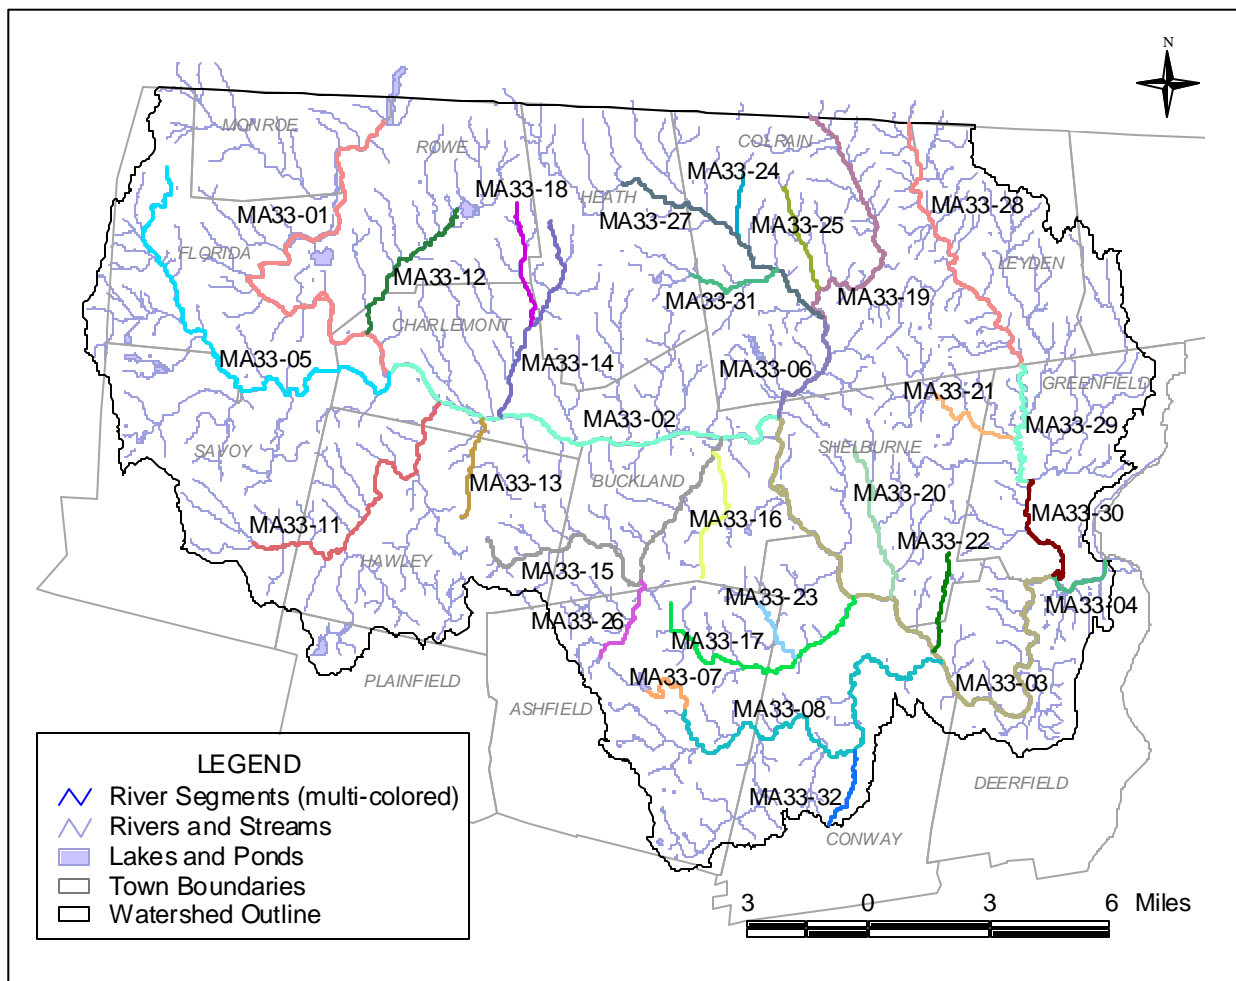 N
MONROE
COLRAIN
ROWE
MA33-24
MA33-18
HEATH
MA33-01
MA33-27
MA33-25
MA33-28
FLORIDA
LEYDEN
MA33-12
MA33-31
MA33-19
CHARLEMONT
MA33-05
MA33-14
MA33-06
GREENFIELD
MA33-21
MA33-02
MA33-29
SAVOY
SHELBURNE
BUCKLAND
MA33-13
MA33-20
MA33-16
MA33-30
MA33-11
MA33-22
HAWLEY
MA33-15
MA33-23
MA33-04
MA33-26
MA33-17
MA33-07
MA33-03
PLAINFIELD
ASHFIELD
MA33-08
DEERFIELD
MA33-32
CONWAY
LEGEND
River Segments (multi-colored)
Rivers and Streams
Lakes and Ponds
Town Boundaries
Watershed Outline
3 0 3 6 Miles